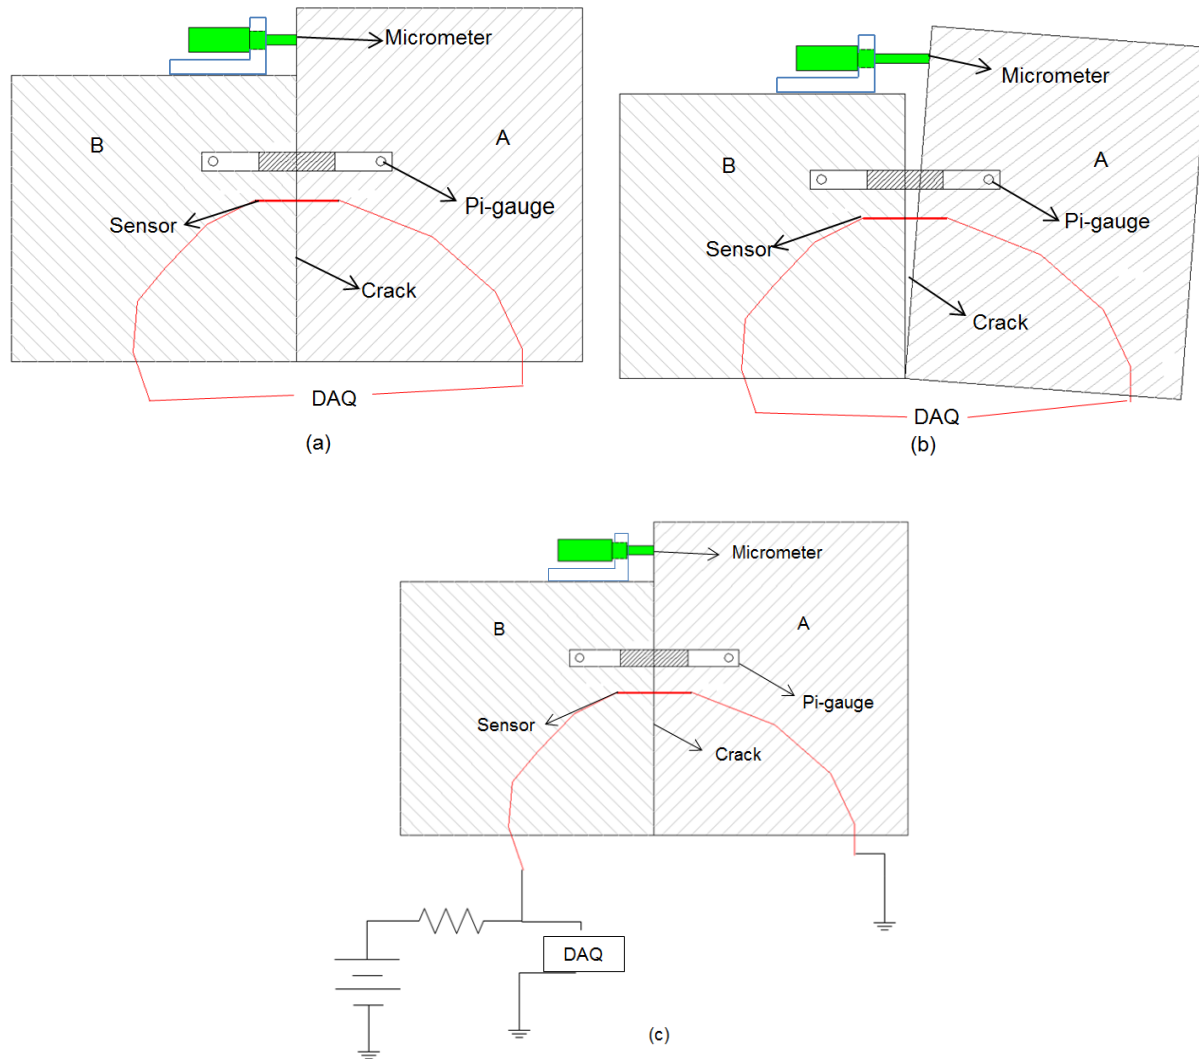 Micrometer
B
A
Sensor
Pi-gauge
Crack
DAQ
(a)
Micrometer
B
A
Sensor
Pi-gauge
Crack
DAQ
(b)
Micrometer
B
A
Sensor
Pi-gauge
Crack
DAQ
(c)